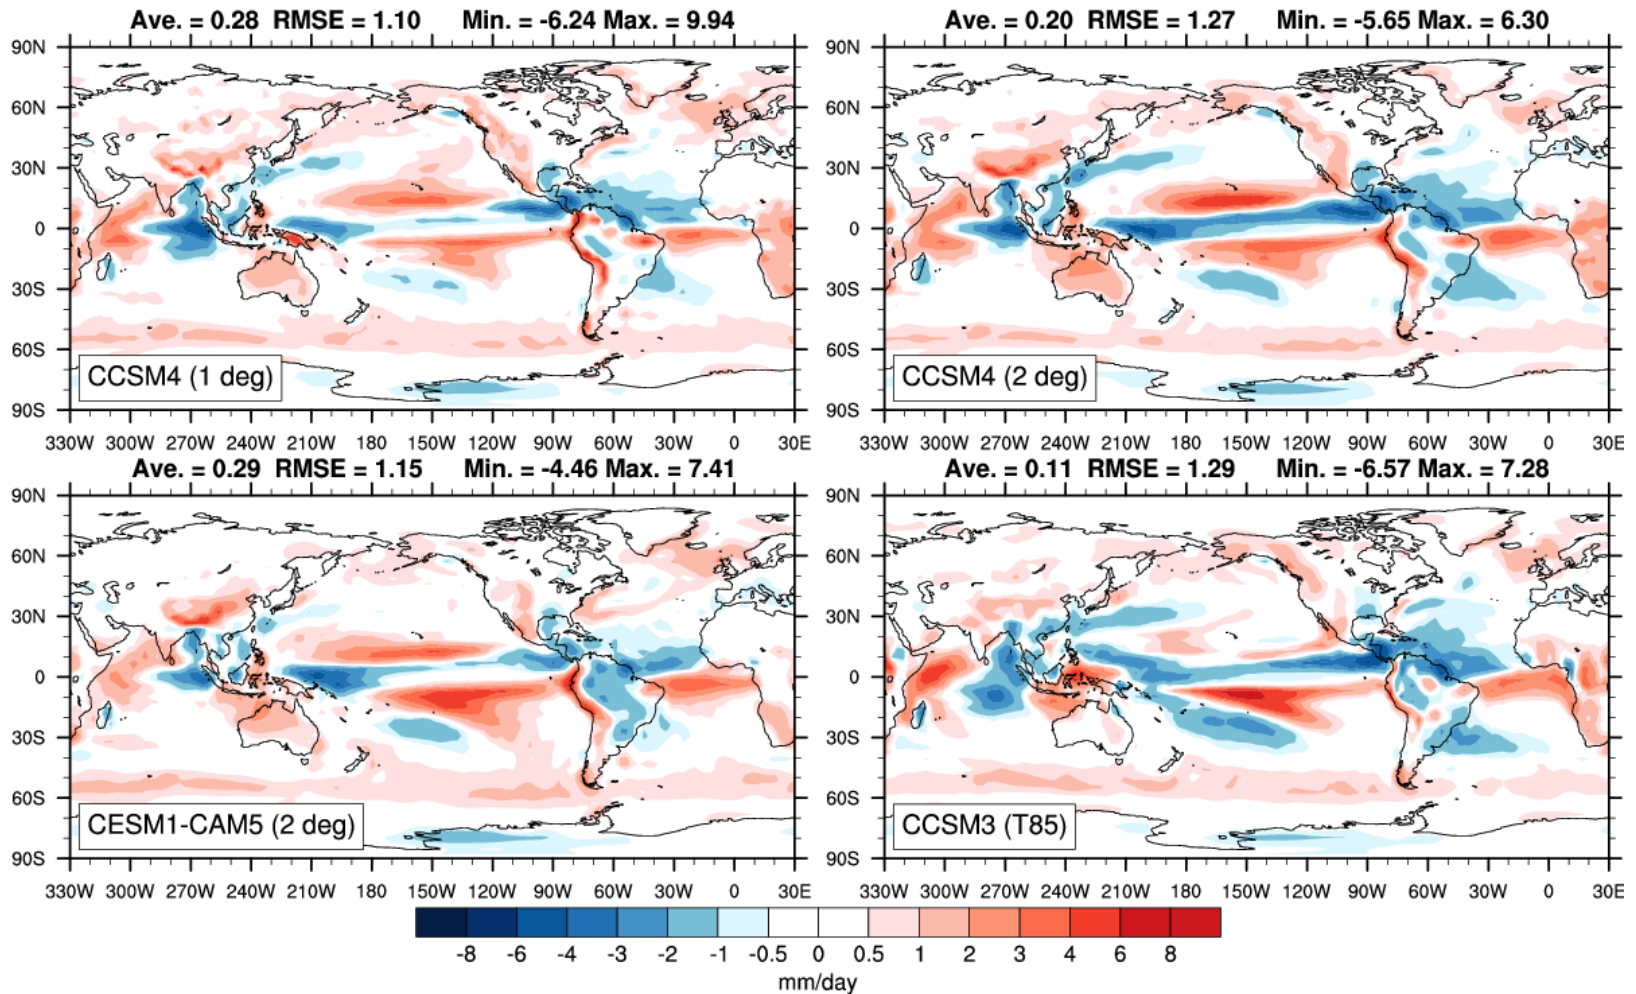 Ave. = 0.28 RMSE = 1.10 Min. = -6.24 Max. = 9.94
Ave. = 0.20 RMSE = 1.27 Min. = -5.65 Max. = 6.30
90N
60N
30N
0
30S
60S
90S
CCSM4 (1 deg)
330W 300W 270W 240W 210W 180 150W 120W 90W 60W 30W 0 30E
90N
60N
30N
0
30S
60S
90S
CCSM4 (2 deg)
330W 300W 270W 240W 210W 180 150W 120W 90W 60W 30W 0 30E
Ave. = 0.29 RMSE = 1.15 Min. = -4.46 Max. = 7.41
Ave. = 0.11 RMSE = 1.29 Min. = -6.57 Max. = 7.28
90N
60N
30N
0
30S
60S
90S
CESM1-CAM5 (2 deg)
330W 300W 270W 240W 210W 180 150W 120W 90W 60W 30W 0 30E
90N
60N
30N
0
30S
60S
90S
CCSM3 (T85)
330W 300W 270W 240W 210W 180 150W 120W 90W 60W 30W 0 30E
-8 -6 -4 -3 -2 -1 -0.5 0 0.5 1 2 3 4 6 8
mm/day